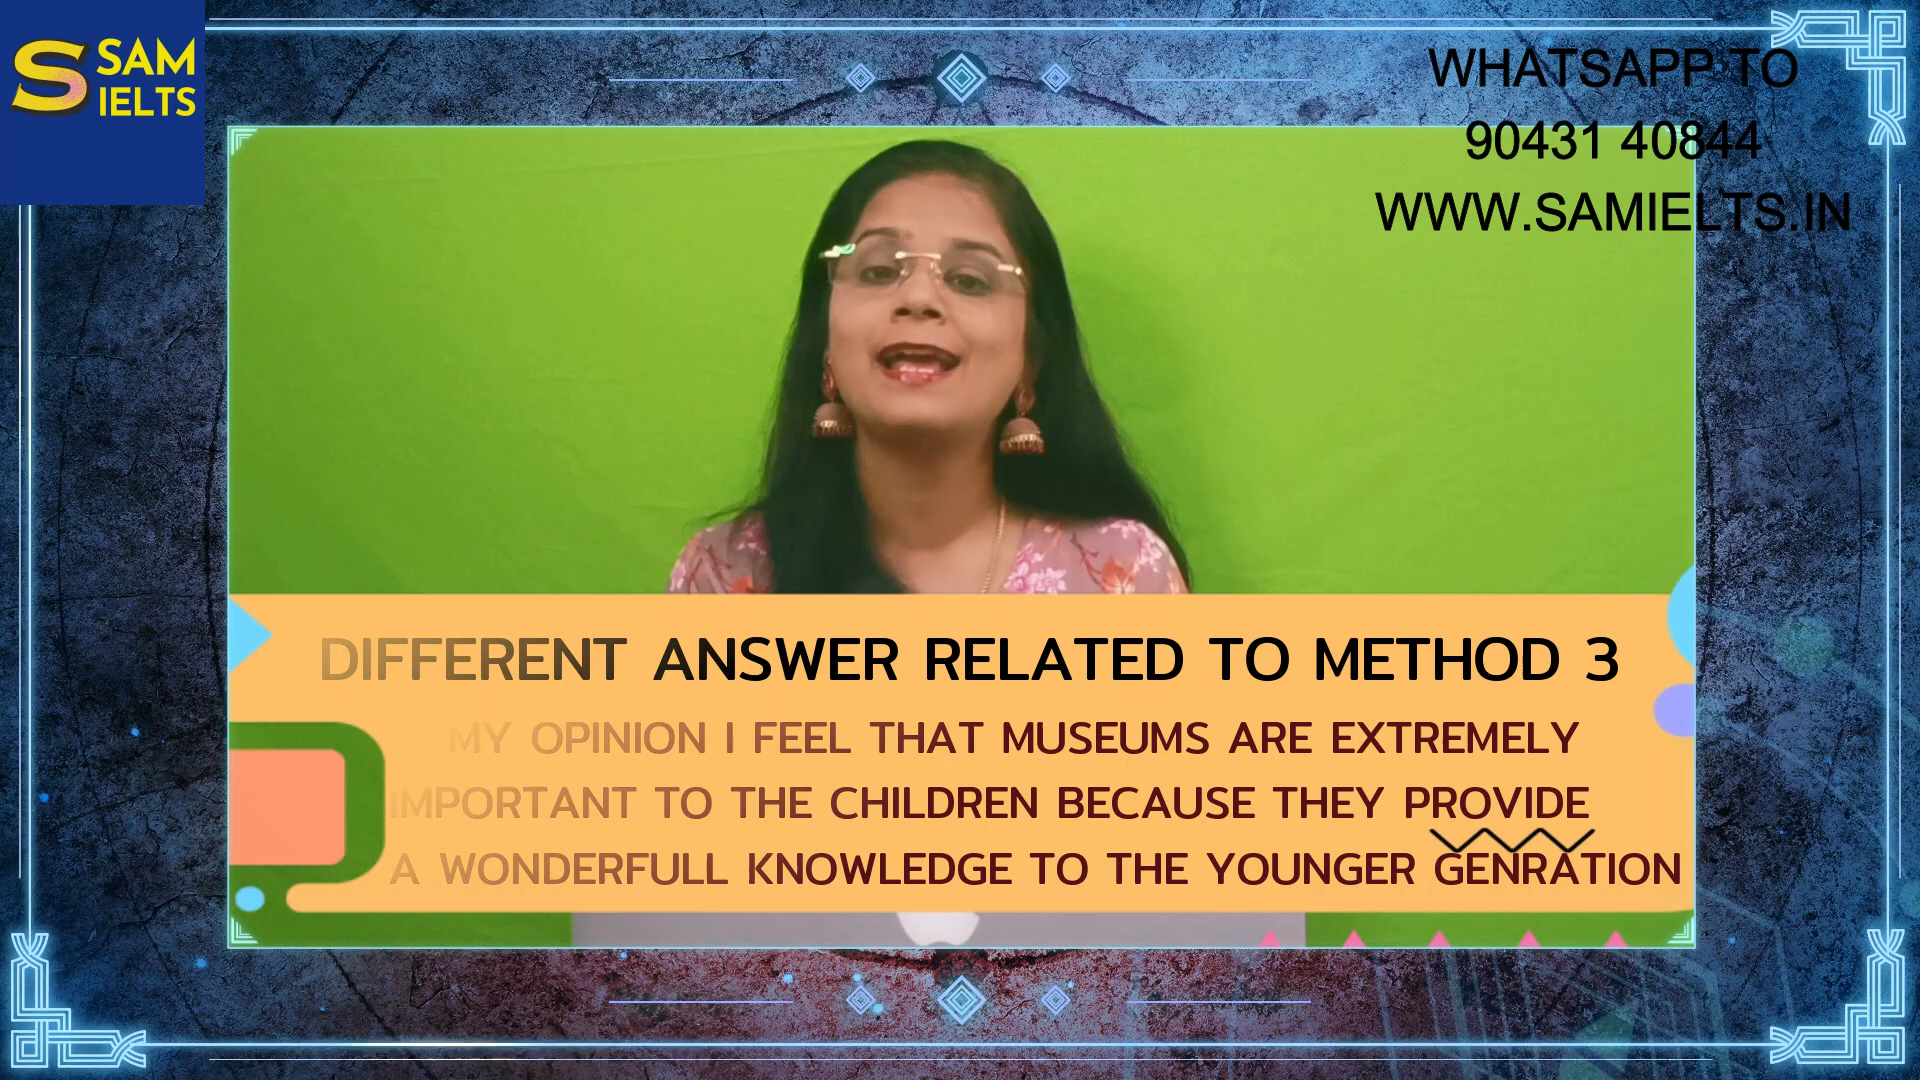 SAM
IELTS
WHATSAPP TO
90431 40844
WWW.SAMIELTS.IN
DIFFERENT ANSWER RELATED TO METHOD 3
MY OPINION I FEEL THAT MUSEUMS ARE EXTREMELY
IMPORTANT TO THE CHILDREN BECAUSE THEY PROVIDE
A WONDERFULL KNOWLEDGE TO THE YOUNGER GENRATION